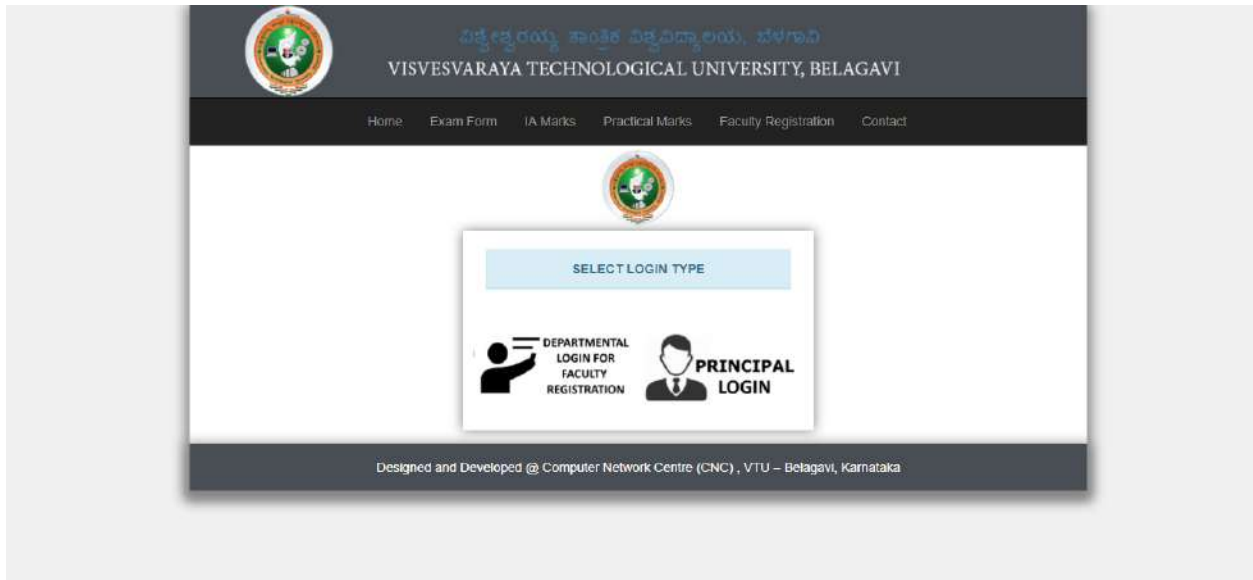 ವಿಶ್ವೇಶ್ವರಯ್ಯ ತಾಂತ್ರಿಕ ವಿಶ್ವವಿದ್ಯಾಲಯ, ಬೆಳಗಾವಿ
VISVESVARAYA TECHNOLOGICAL UNIVERSITY, BELAGAVI
Home Exam Form IA Marks Practical Marks Faculty Registration Contact
SELECT LOGIN TYPE
DEPARTMENTAL
LOGIN FOR
FACULTY
REGISTRATION
PRINCIPAL
LOGIN
Designed and Developed @ Computer Network Centre (CNC) , VTU – Belagavi, Karnataka